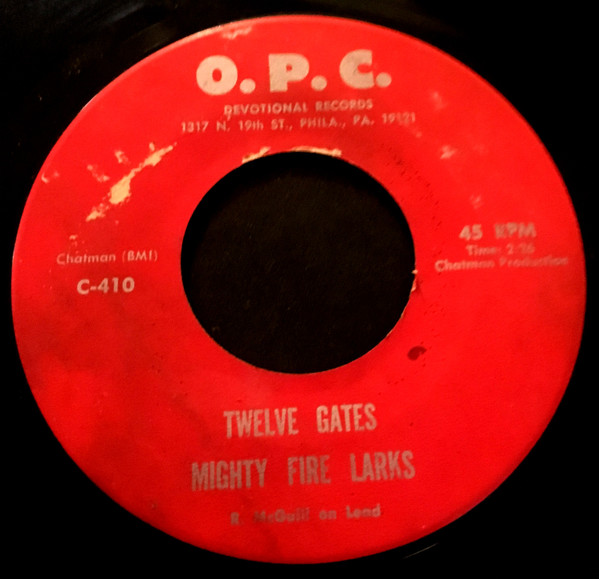 O. P. C.
DEVOTIONAL RECORDS
1317 N. 19th ST., PHILA., PA. 19121
Chatman (BMI)
C-410
45 RPM
Time: 2:26
Chatman Production
TWELVE GATES
MIGHTY FIRE LARKS
R on Lead